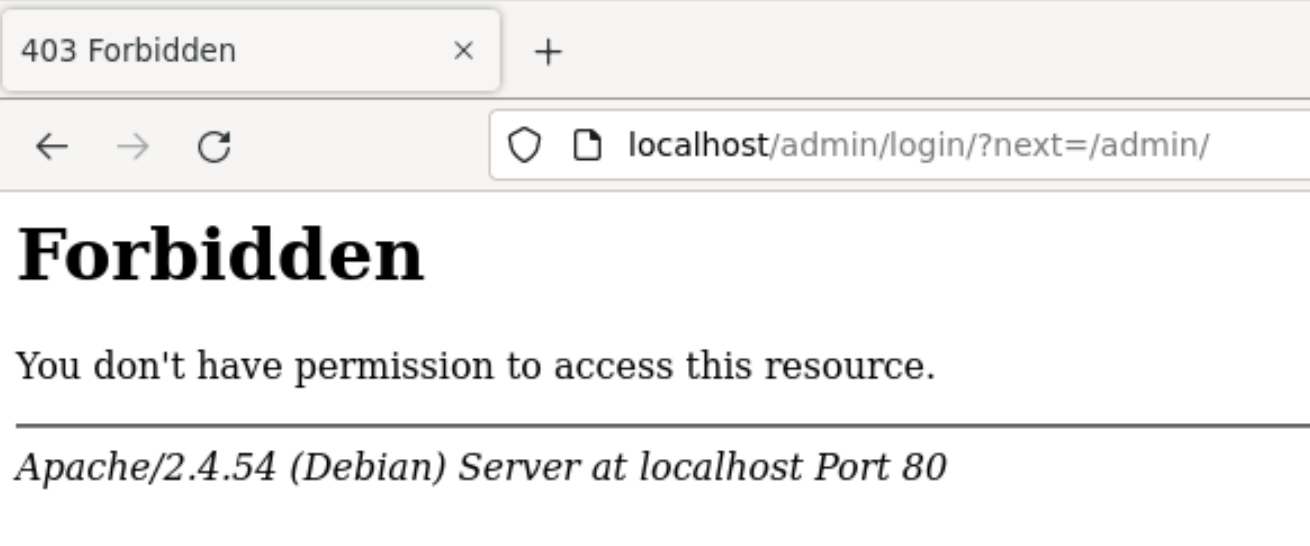 403 Forbidden
localhost/admin/login/?next=/admin/
Forbidden
You don't have permission to access this resource.
Apache/2.4.54 (Debian) Server at localhost Port 80